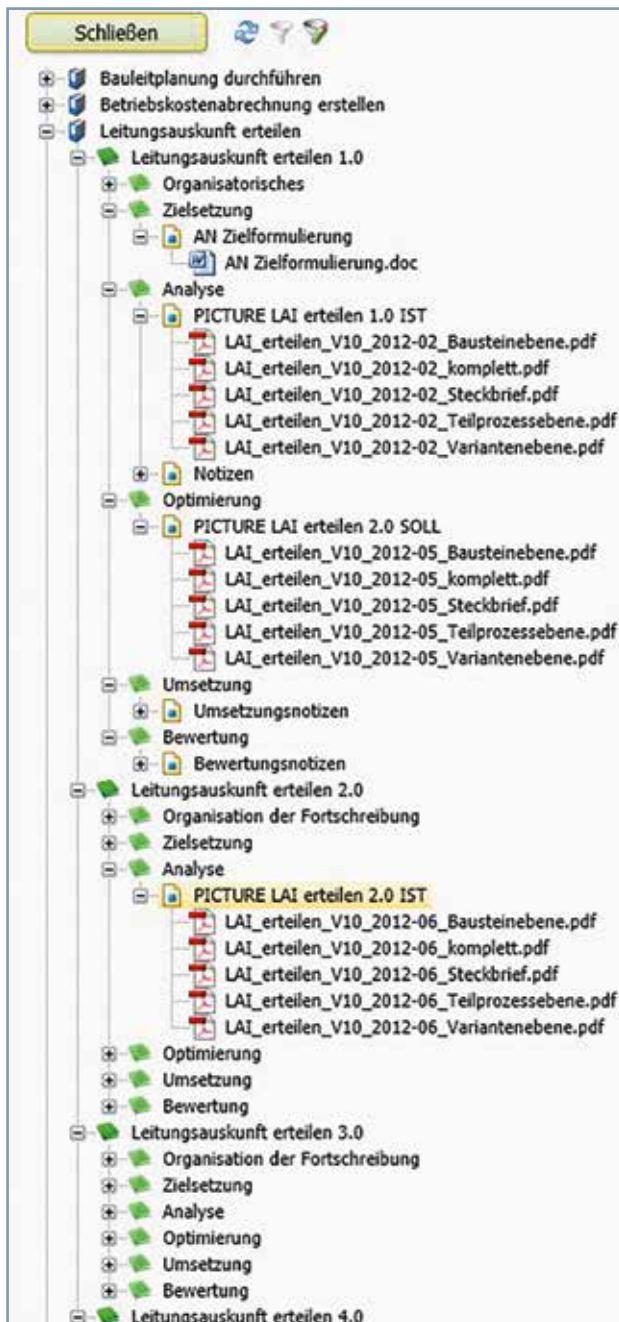 Schließen
Bauleitplanung durchführen
Betriebskostenabrechnung erstellen
Leitungsauskunft erteilen
Leitungsauskunft erteilen 1.0
Organisatorisches
Zielsetzung
AN Zielformulierung
AN Zielformulierung.doc
Analyse
PICTURE LAI erteilen 1.0 IST
LAI_erteilen_V10_2012-02_Bausteinebene.pdf
LAI_erteilen_V10_2012-02_komplett.pdf
LAI_erteilen_V10_2012-02_Steckbrief.pdf
LAI_erteilen_V10_2012-02_Teilprozessebene.pdf
LAI_erteilen_V10_2012-02_Variantenebene.pdf
Notizen
Optimierung
PICTURE LAI erteilen 2.0 SOLL
LAI_erteilen_V10_2012-05_Bausteinebene.pdf
LAI_erteilen_V10_2012-05_komplett.pdf
LAI_erteilen_V10_2012-05_Steckbrief.pdf
LAI_erteilen_V10_2012-05_Teilprozessebene.pdf
LAI_erteilen_V10_2012-05_Variantenebene.pdf
Umsetzung
Umsetzungsnotizen
Bewertung
Bewertungsnotizen
Leitungsauskunft erteilen 2.0
Organisation der Fortschreibung
Zielsetzung
Analyse
PICTURE LAI erteilen 2.0 IST
LAI_erteilen_V10_2012-06_Bausteinebene.pdf
LAI_erteilen_V10_2012-06_komplett.pdf
LAI_erteilen_V10_2012-06_Steckbrief.pdf
LAI_erteilen_V10_2012-06_Teilprozessebene.pdf
LAI_erteilen_V10_2012-06_Variantenebene.pdf
Optimierung
Umsetzung
Bewertung
Leitungsauskunft erteilen 3.0
Organisation der Fortschreibung
Zielsetzung
Analyse
Optimierung
Umsetzung
Bewertung
Leitungsauskunft erteilen 4.0